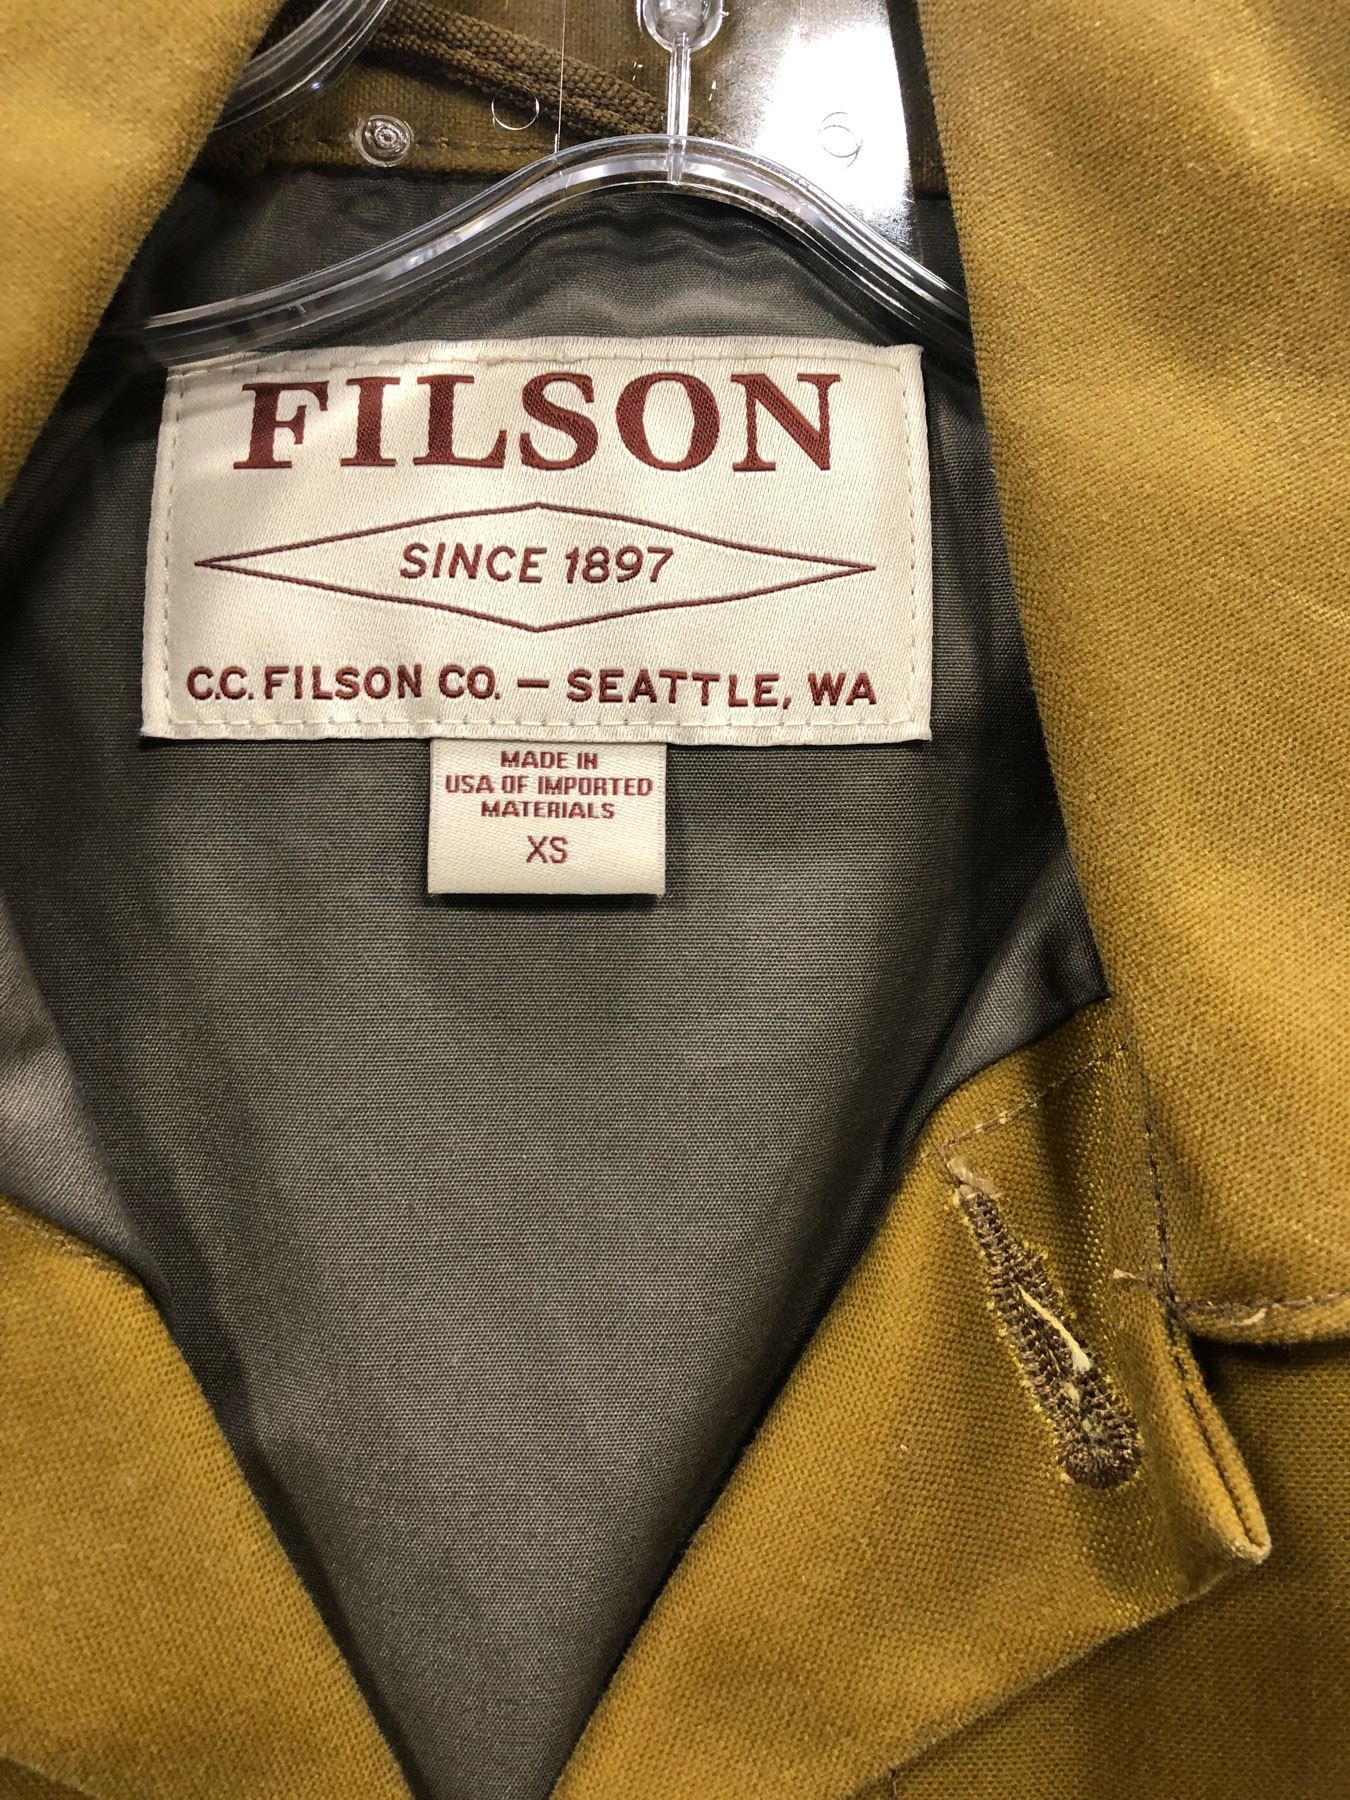 FILSON
SINCE 1897
C.C. FILSON CO. — SEATTLE, WA
MADE IN
USA OF IMPORTED
MATERIALS
XS